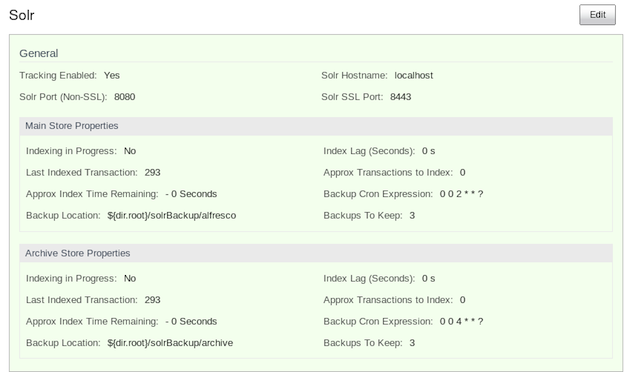 Solr
Edit
General
Tracking Enabled: Yes
Solr Hostname: localhost
Solr Port (Non-SSL): 8080
Solr SSL Port: 8443
Main Store Properties
Indexing in Progress: No
Index Lag (Seconds): 0 s
Last Indexed Transaction: 293
Approx Transactions to Index: 0
Approx Index Time Remaining: - 0 Seconds
Backup Cron Expression: 0 0 2 * * ?
Backup Location: ${dir.root}/solrBackup/alfresco
Backups To Keep: 3
Archive Store Properties
Indexing in Progress: No
Index Lag (Seconds): 0 s
Last Indexed Transaction: 293
Approx Transactions to Index: 0
Approx Index Time Remaining: - 0 Seconds
Backup Cron Expression: 0 0 4 * * ?
Backup Location: ${dir.root}/solrBackup/archive
Backups To Keep: 3